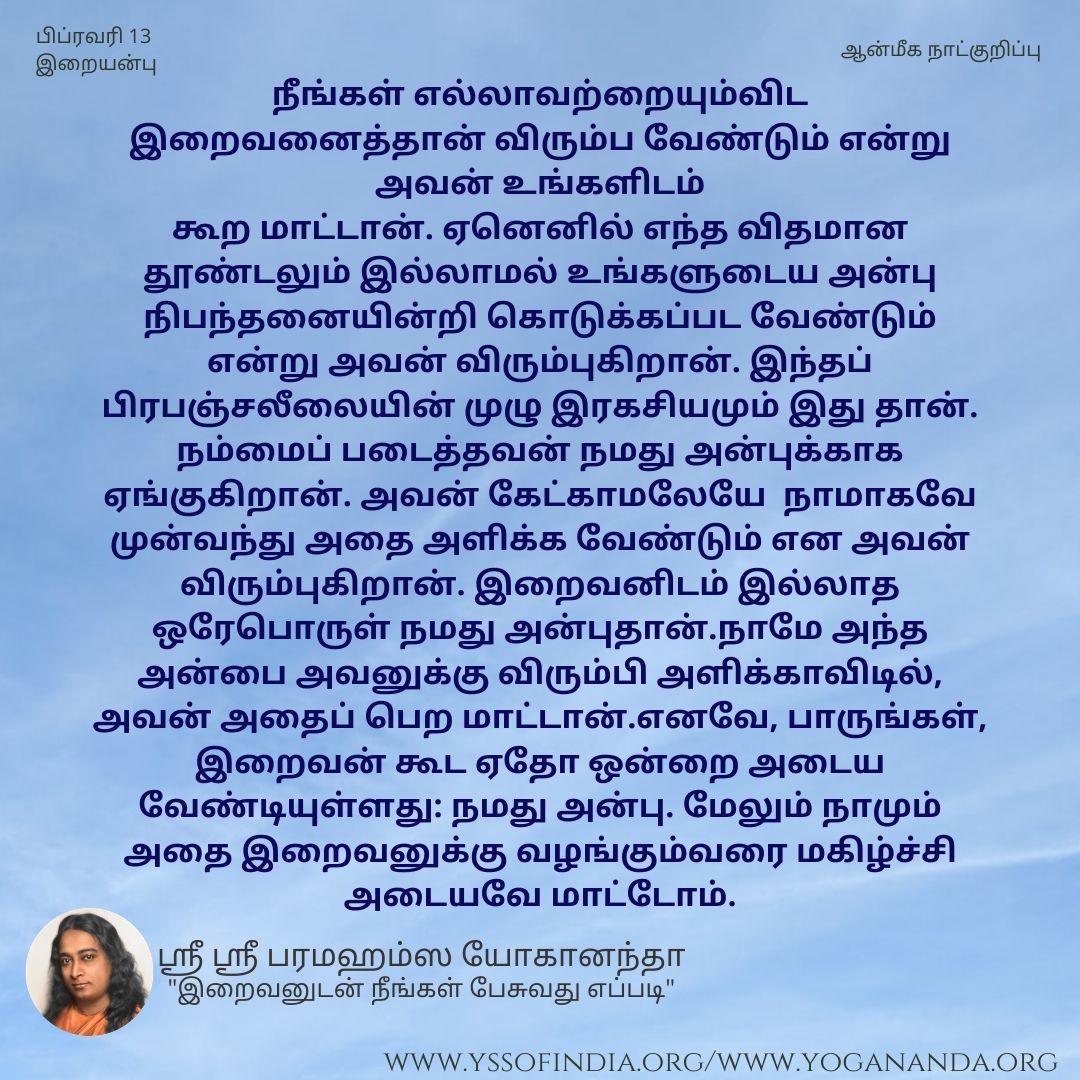 பிப்ரவரி 13
இறையன்பு
ஆன்மீக நாட்குறிப்பு
நீங்கள் எல்லாவற்றையும்விட
இறைவனைத்தான் விரும்ப வேண்டும் என்று
அவன் உங்களிடம்
கூற மாட்டான். ஏனெனில் எந்த விதமான
தூண்டலும் இல்லாமல் உங்களுடைய அன்பு
நிபந்தனையின்றி கொடுக்கப்பட வேண்டும்
என்று அவன் விரும்புகிறான். இந்தப்
பிரபஞ்சலீலையின் முழு இரகசியமும் இது தான்.
நம்மைப் படைத்தவன் நமது அன்புக்காக
ஏங்குகிறான். அவன் கேட்காமலேயே நாமாகவே
முன்வந்து அதை அளிக்க வேண்டும் என அவன்
விரும்புகிறான். இறைவனிடம் இல்லாத
ஒரேபொருள் நமது அன்புதான்.நாமே அந்த
அன்பை அவனுக்கு விரும்பி அளிக்காவிடில்,
அவன் அதைப் பெற மாட்டான்.எனவே, பாருங்கள்,
இறைவன் கூட ஏதோ ஒன்றை அடைய
வேண்டியுள்ளது: நமது அன்பு. மேலும் நாமும்
அதை இறைவனுக்கு வழங்கும்வரை மகிழ்ச்சி
அடையவே மாட்டோம்.
ஸ்ரீ ஸ்ரீ பரமஹம்ஸ யோகானந்தா
"இறைவனுடன் நீங்கள் பேசுவது எப்படி"
WWW.YSSOFINDIA.ORG/WWW.YOGANANDA.ORG